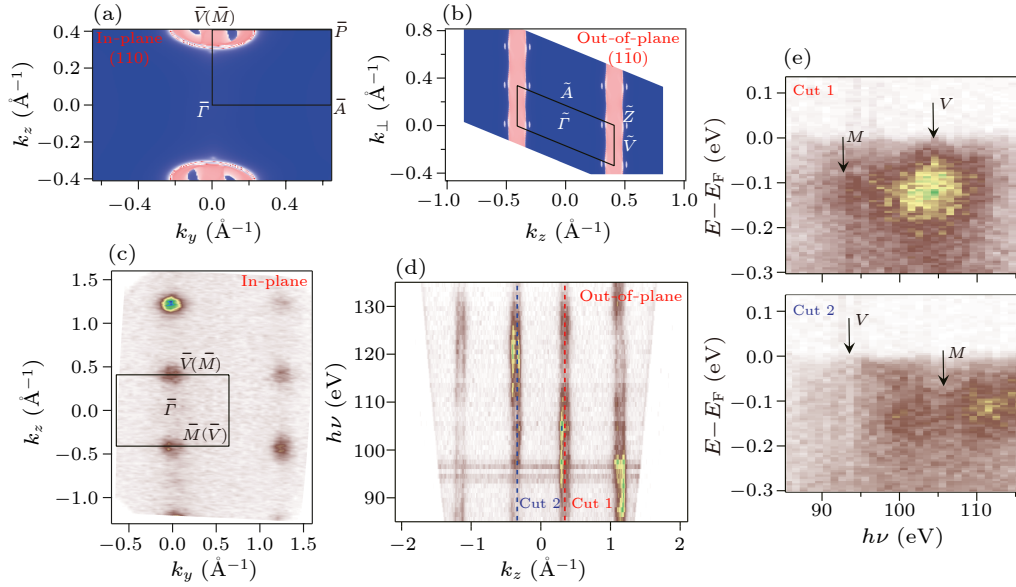 (a)
V̄(M̄)
In-plane
(110)
P̄
Γ̄
Ā
0.4
0.2
0.0
−0.2
−0.4
k_z (Å⁻¹)
−0.4 0.0 0.4
k_y (Å⁻¹)
(b)
Out-of-plane
(11̄0)
Ã
Γ̃
Z̃
Ṽ
0.4
0.2
0.0
−0.2
−0.4
k_⊥ (Å⁻¹)
−1.0 −0.5 0.0 0.5 1.0
k_z (Å⁻¹)
(c)
In-plane
V̄(M̄)
Γ̄
M̄(V̄)
1.5
1.0
0.5
0.0
−0.5
−1.0
k_z (Å⁻¹)
−0.5 0.0 0.5 1.0 1.5
k_y (Å⁻¹)
(d)
Out-of-plane
Cut 2
Cut 1
130
120
110
100
90
hν (eV)
−2 −1 0 1 2
k_z (Å⁻¹)
(e)
Cut 1
M
V
0.1
0.0
−0.1
−0.2
−0.3
E−E_F (eV)
Cut 2
V
M
0.1
0.0
−0.1
−0.2
−0.3
E−E_F (eV)
90 100 110
hν (eV)